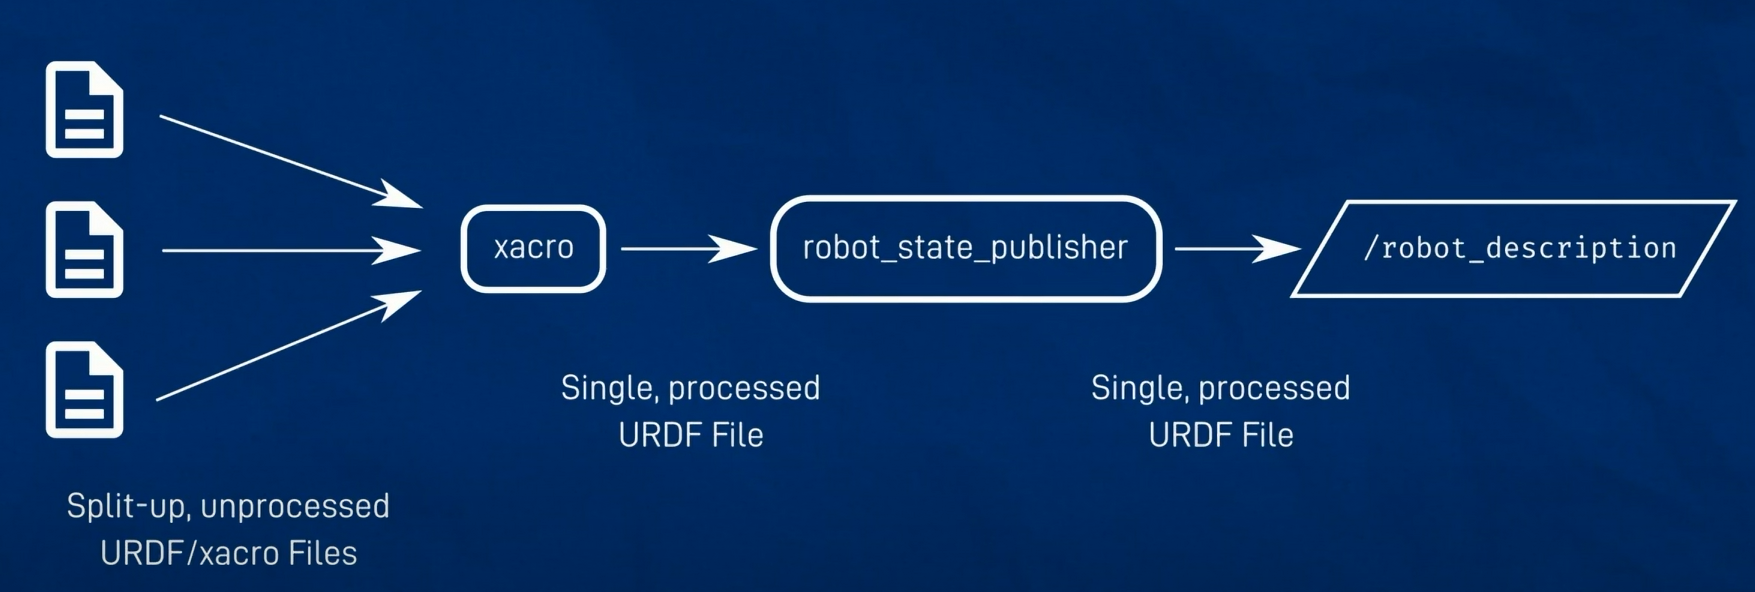 xacro
robot_state_publisher
/robot_description
Single, processed
URDF File
Single, processed
URDF File
Split-up, unprocessed
URDF/xacro Files